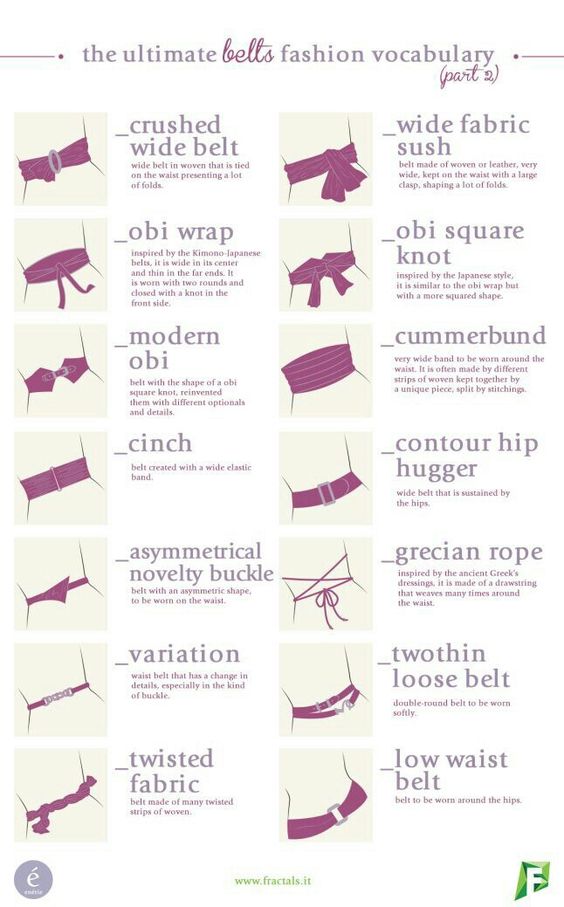 the ultimate belts fashion vocabulary
(part 2)
_crushed
wide belt
wide belt in woven that is tied
on the waist presenting a lot
of folds.
_wide fabric
sush
belt made of woven or leather, very
wide, kept on the waist with a large
clasp, shaping a lot of folds.
_obi wrap
inspired by the Kimono-Japanese
belts, it is wide in its center
and thin in the far ends. It
is worn with two rounds and
closed with a knot in the
front side.
_obi square
knot
inspired by the Japanese style,
it is similar to the obi wrap but
with a more squared shape.
_modern
obi
belt with the shape of a obi
square knot, reinvented
them with different optionals
and details.
_cummerbund
very wide band to be worn around the
waist. It is often made by different
strips of woven kept together by
a unique piece, split by stitchings.
_cinch
belt created with a wide elastic
band.
_contour hip
hugger
wide belt that is sustained by
the hips.
_asymmetrical
novelty buckle
belt with an asymmetric shape,
to be worn on the waist.
_grecian rope
inspired by the ancient Greek's
dressings, it is made of a drawstring
that weaves many times around
the waist.
_variation
waist belt that has a change in
details, especially in the kind
of buckle.
_twothin
loose belt
double-round belt to be worn
softly.
_twisted
fabric
belt made of many twisted
strips of woven.
_low waist
belt
belt to be worn around the hips.
é
enérie
www.fractals.it
F